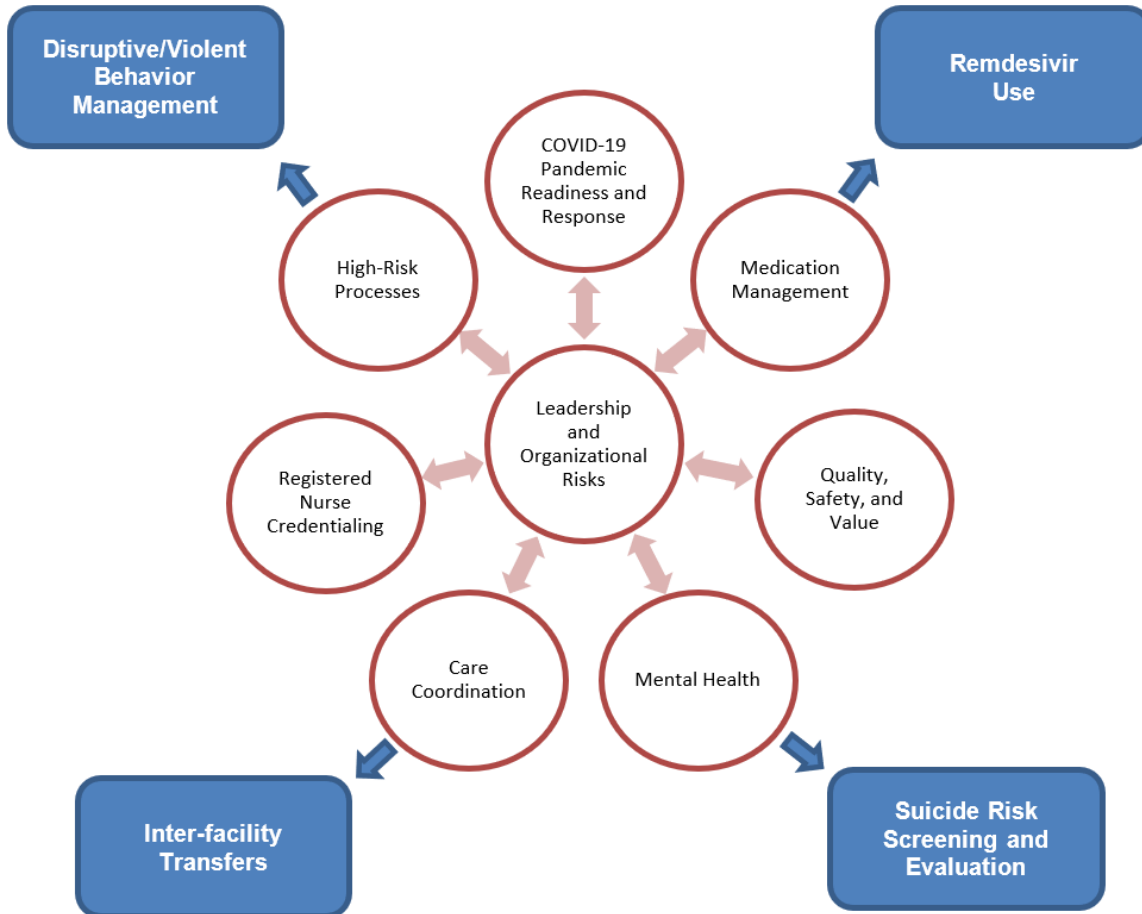 Disruptive/Violent
Behavior
Management
Remdesivir
Use
COVID-19
Pandemic
Readiness and
Response
High-Risk
Processes
Medication
Management
Leadership
and
Organizational
Risks
Registered
Nurse
Credentialing
Quality,
Safety, and
Value
Care
Coordination
Mental Health
Inter-facility
Transfers
Suicide Risk
Screening and
Evaluation